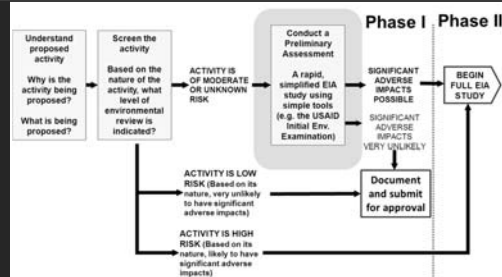 Understand
proposed
activity
Why is the
activity being
proposed?
What is being
proposed?
Screen the
activity
Based on the
nature of the
activity, what
level of
environmental
review is
indicated?
ACTIVITY IS
OF MODERATE
OR UNKNOWN
RISK
Conduct a
Preliminary
Assessment
A rapid,
simplified EIA
study using
simple tools
(e.g. the USAID
Initial Env.
Examination)
Phase I
Phase II
SIGNIFICANT
ADVERSE
IMPACTS
POSSIBLE
SIGNIFICANT
ADVERSE
IMPACTS
VERY UNLIKELY
BEGIN
FULL EIA
STUDY
Document
and submit
for approval
ACTIVITY IS LOW
RISK (Based on its
nature, very unlikely
to have significant
adverse impacts)
ACTIVITY IS HIGH
RISK (Based on its
nature, likely to have
significant adverse
impacts)